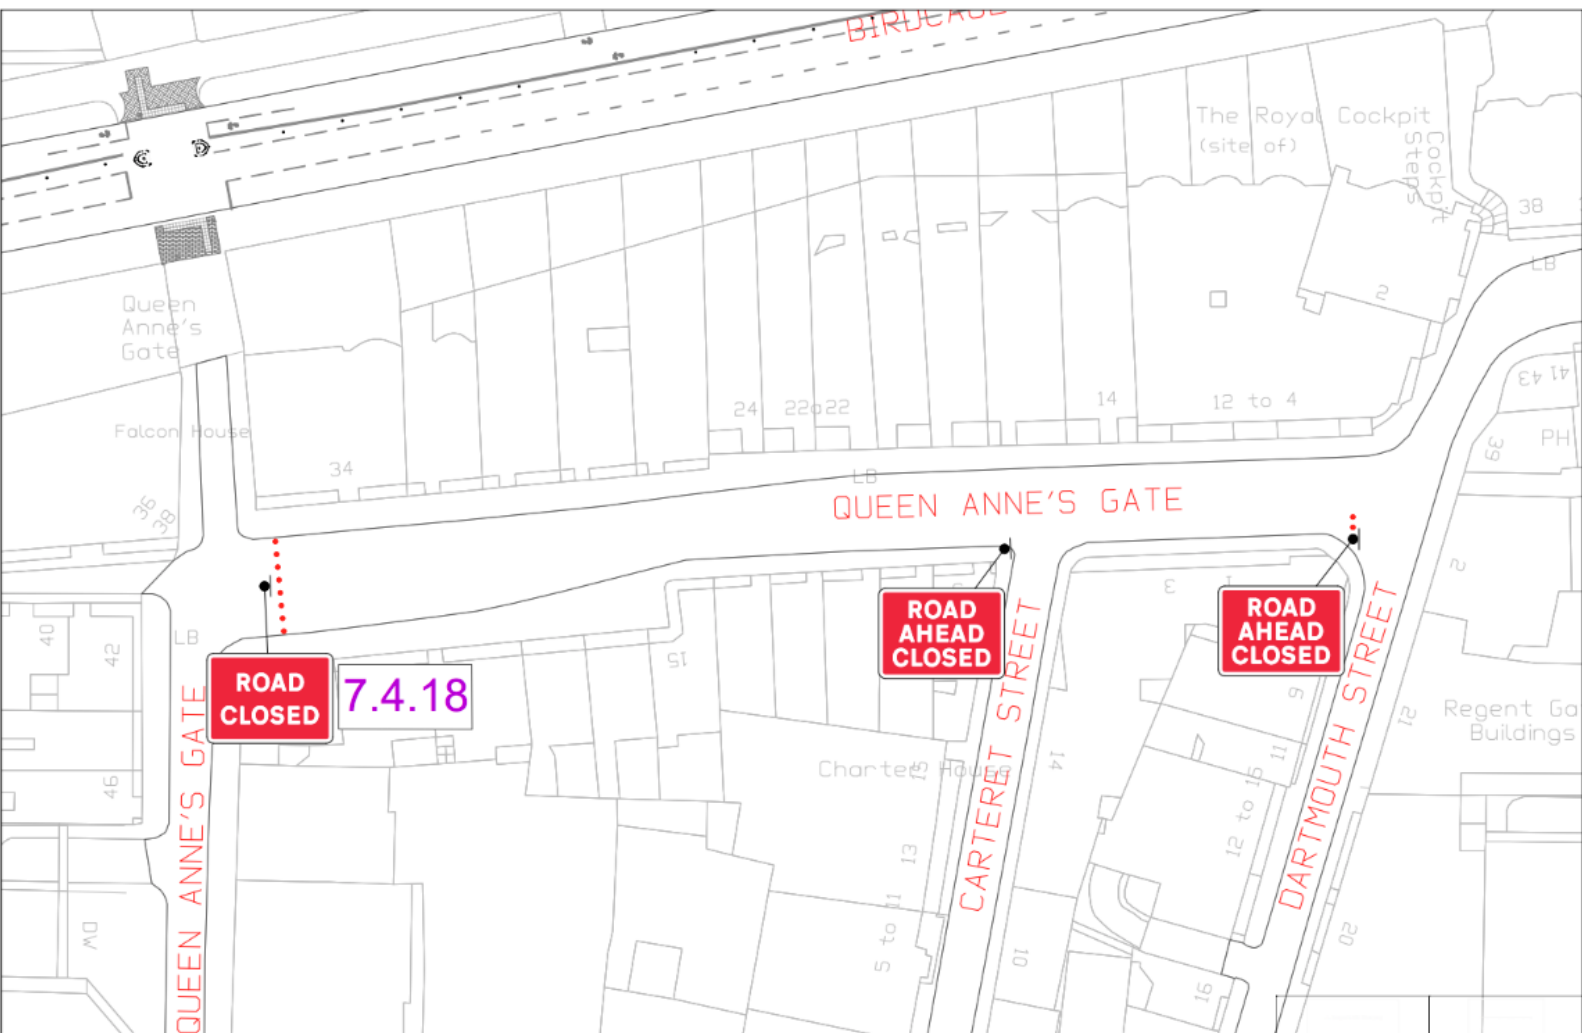 BIRDCAGE
The Royal Cockpit
(site of)
Cockpit
Steps
38
LB
2
Queen
Anne's
Gate
41 43
Falcon House
24
22a22
14
12 to 4
39
PH
34
LB
36
38
QUEEN ANNE'S GATE
2
40
42
LB
15
3
1
ROAD
AHEAD
CLOSED
ROAD
AHEAD
CLOSED
ROAD
CLOSED
7.4.18
QUEEN ANNE'S GATE
CARTERET STREET
DARTMOUTH STREET
9
21
Regent Ga
Buildings
46
Charter House
15
14
11
12 to 16
13
5 to 11
DW
10
16
20